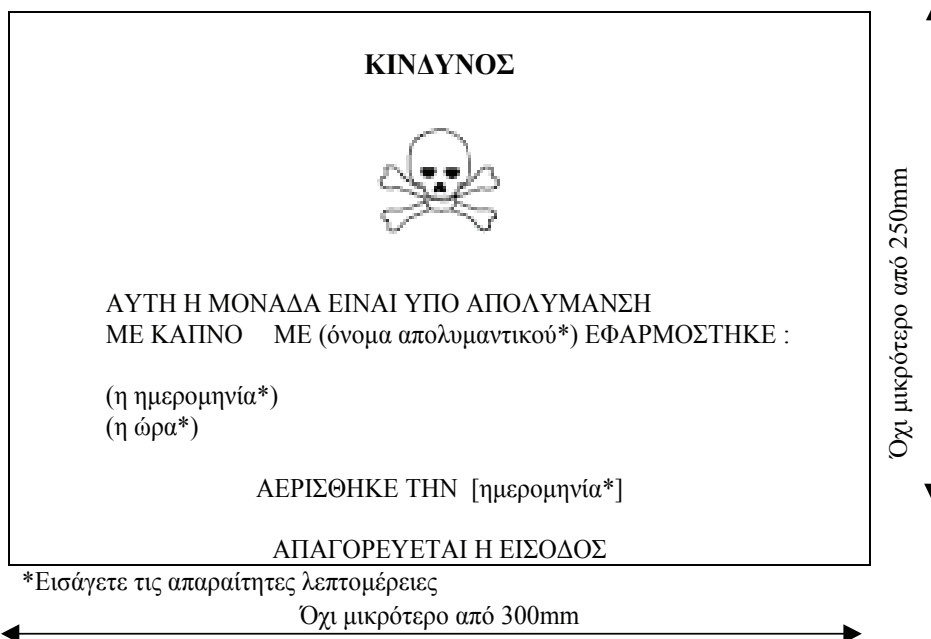 ΚΙΝΔΥΝΟΣ
ΑΥΤΗ Η ΜΟΝΑΔΑ ΕΙΝΑΙ ΥΠΟ ΑΠΟΛΥΜΑΝΣΗ
ΜΕ ΚΑΠΝΟ ΜΕ (όνομα απολυμαντικού*) ΕΦΑΡΜΟΣΤΗΚΕ :
(η ημερομηνία*)
(η ώρα*)
ΑΕΡΙΣΘΗΚΕ ΤΗΝ [ημερομηνία*]
ΑΠΑΓΟΡΕΥΕΤΑΙ Η ΕΙΣΟΔΟΣ
*Εισάγετε τις απαραίτητες λεπτομέρειες
Όχι μικρότερο από 300mm
Όχι μικρότερο από 250mm